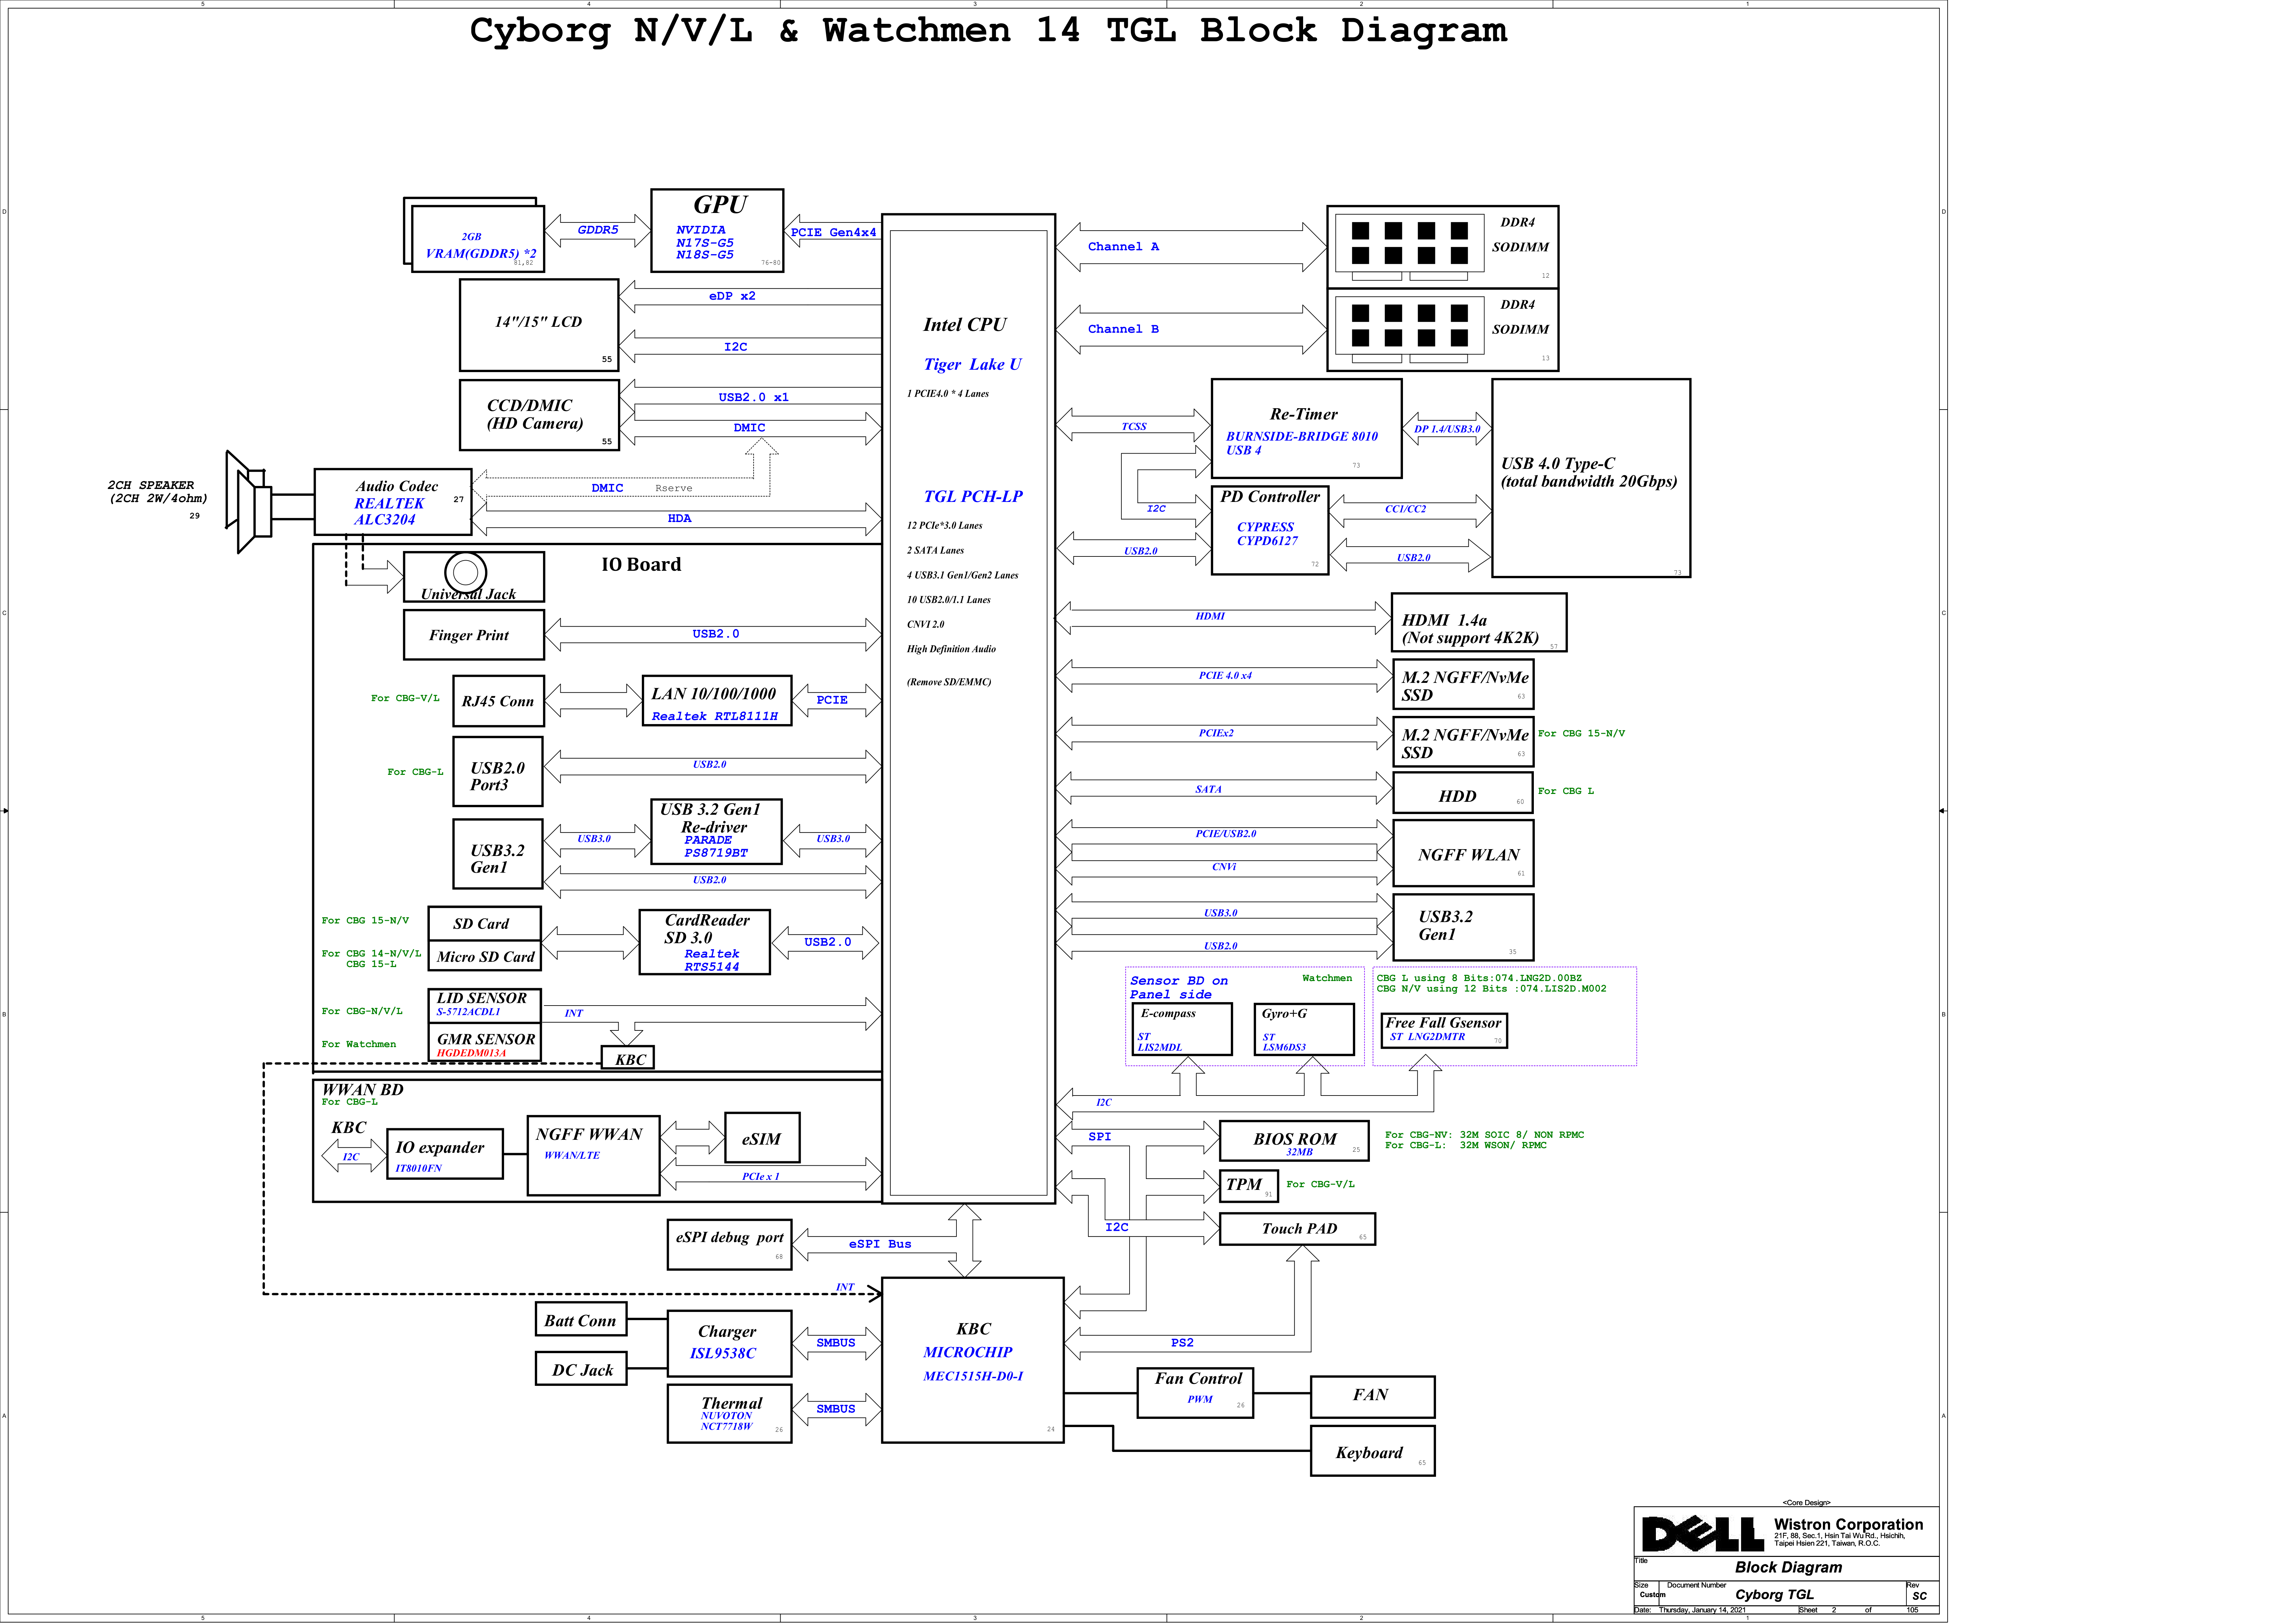 Cyborg N/V/L & Watchmen 14 TGL Block Diagram
5
4
3
2
1
D
C
B
A
2GB
VRAM(GDDR5) *2
81,82
GDDR5
GPU
NVIDIA
N17S-G5
N18S-G5
76-80
PCIE Gen4x4
14"/15" LCD
55
eDP x2
I2C
CCD/DMIC
(HD Camera)
55
USB2.0 x1
DMIC
2CH SPEAKER
(2CH 2W/4ohm)
29
Audio Codec
REALTEK
ALC3204
27
DMIC
Rserve
HDA
IO Board
Universal Jack
Finger Print
USB2.0
For CBG-V/L
RJ45 Conn
LAN 10/100/1000
Realtek RTL8111H
PCIE
For CBG-L
USB2.0
Port3
USB2.0
USB3.2
Gen1
USB3.0
USB 3.2 Gen1
Re-driver
PARADE
PS8719BT
USB3.0
USB2.0
For CBG 15-N/V
SD Card
For CBG 14-N/V/L
CBG 15-L
Micro SD Card
CardReader
SD 3.0
Realtek
RTS5144
USB2.0
For CBG-N/V/L
LID SENSOR
S-5712ACDL1
INT
For Watchmen
GMR SENSOR
HGDEDM013A
KBC
WWAN BD
For CBG-L
KBC
I2C
IO expander
IT8010FN
NGFF WWAN
WWAN/LTE
eSIM
PCIe x 1
eSPI debug port
68
eSPI Bus
INT
Batt Conn
DC Jack
Charger
ISL9538C
SMBUS
Thermal
NUVOTON
NCT7718W
26
SMBUS
Intel CPU
Tiger Lake U
1 PCIE4.0 * 4 Lanes
TGL PCH-LP
12 PCIe*3.0 Lanes
2 SATA Lanes
4 USB3.1 Gen1/Gen2 Lanes
10 USB2.0/1.1 Lanes
CNVI 2.0
High Definition Audio
(Remove SD/EMMC)
KBC
MICROCHIP
MEC1515H-D0-I
24
Channel A
DDR4
SODIMM
12
Channel B
DDR4
SODIMM
13
TCSS
Re-Timer
BURNSIDE-BRIDGE 8010
USB 4
73
DP 1.4/USB3.0
USB 4.0 Type-C
(total bandwidth 20Gbps)
73
I2C
PD Controller
CYPRESS
CYPD6127
72
CC1/CC2
USB2.0
USB2.0
HDMI
HDMI 1.4a
(Not support 4K2K)
57
PCIE 4.0 x4
M.2 NGFF/NvMe
SSD
63
PCIEx2
M.2 NGFF/NvMe
SSD
63
For CBG 15-N/V
SATA
HDD
60
For CBG L
PCIE/USB2.0
CNVi
NGFF WLAN
61
USB3.0
USB2.0
USB3.2
Gen1
35
Sensor BD on
Panel side
Watchmen
E-compass
ST
LIS2MDL
Gyro+G
ST
LSM6DS3
CBG L using 8 Bits:074.LNG2D.00BZ
CBG N/V using 12 Bits :074.LIS2D.M002
Free Fall Gsensor
ST LNG2DMTR
70
I2C
SPI
BIOS ROM
32MB
25
For CBG-NV: 32M SOIC 8/ NON RPMC
For CBG-L: 32M WSON/ RPMC
TPM
91
For CBG-V/L
I2C
Touch PAD
65
PS2
Fan Control
PWM
26
FAN
Keyboard
65
<Core Design>
DELL
Wistron Corporation
21F, 88, Sec.1, Hsin Tai Wu Rd., Hsichih,
Taipei Hsien 221, Taiwan, R.O.C.
Title
Block Diagram
Size
Custom
Document Number
Cyborg TGL
Rev
SC
Date: Thursday, January 14, 2021
Sheet 2 of 105
5
4
3
2
1
D
C
B
A